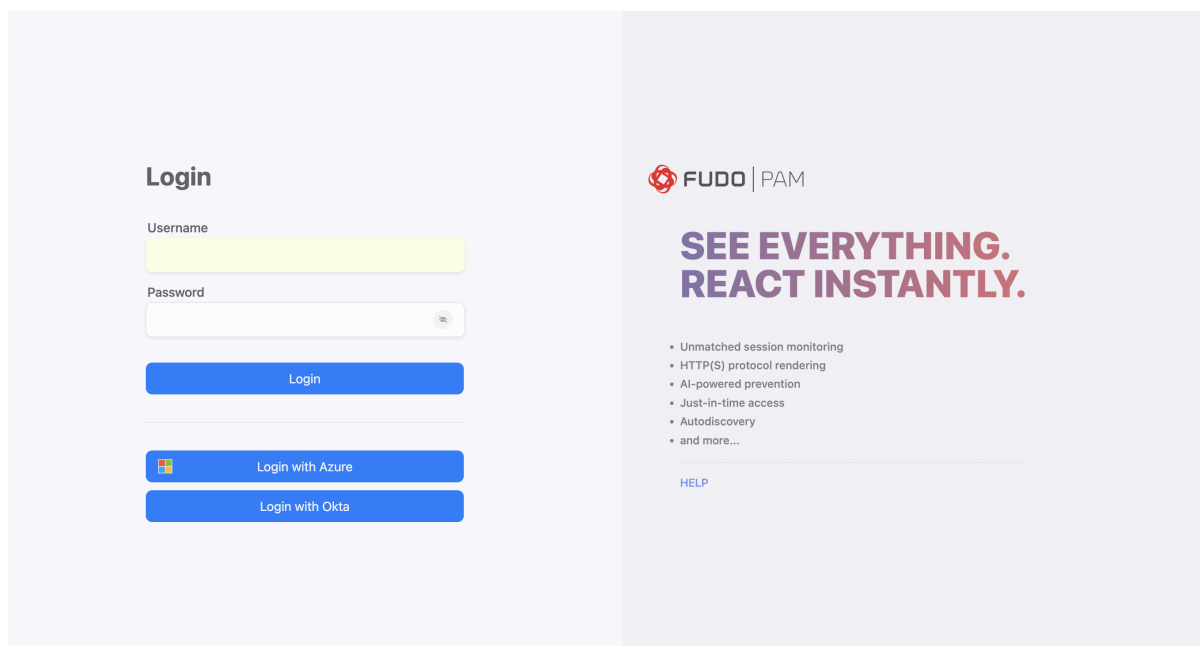 Login
Username
Password
Login
Login with Azure
Login with Okta
FUDO | PAM
SEE EVERYTHING.
REACT INSTANTLY.
• Unmatched session monitoring
• HTTP(S) protocol rendering
• AI-powered prevention
• Just-in-time access
• Autodiscovery
• and more...
HELP